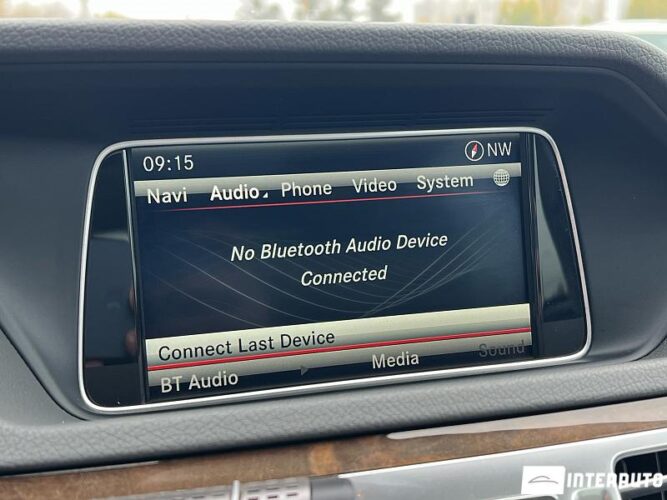 09:15 NW
Navi Audio Phone Video System
No Bluetooth Audio Device
Connected
Connect Last Device
BT Audio Media Sound
INTERAUTO